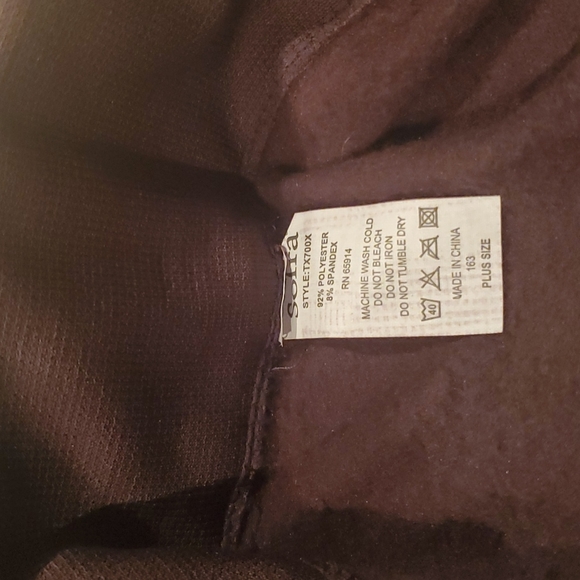 sofra
STYLE:TX700X
92% POLYESTER
8% SPANDEX
RN 65914
MACHINE WASH COLD
DO NOT BLEACH
DO NOT IRON
DO NOT TUMBLE DRY
40
MADE IN CHINA
163
PLUS SIZE